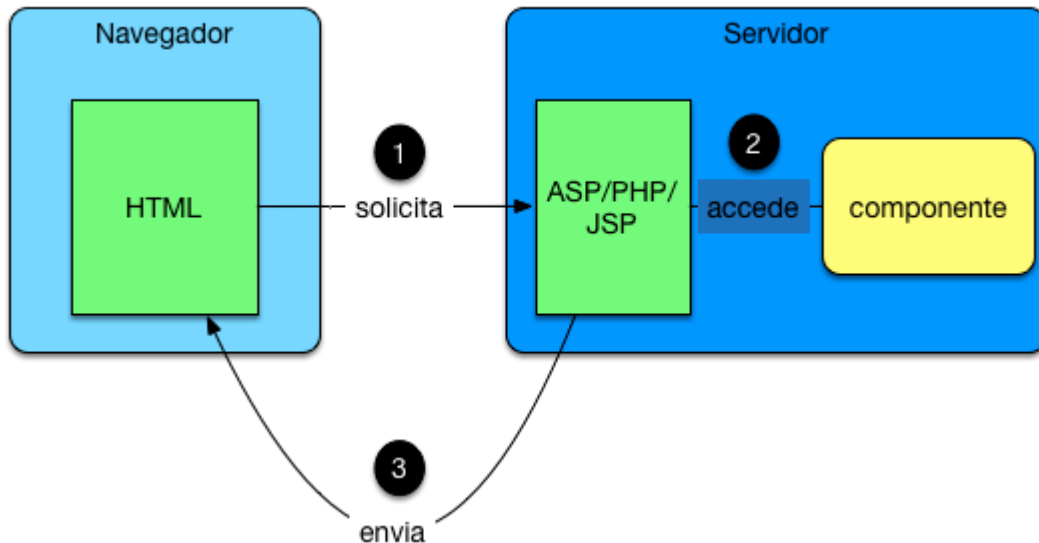 Navegador
Servidor
HTML
1
solicita
ASP/PHP/
JSP
2
accede
componente
3
envia